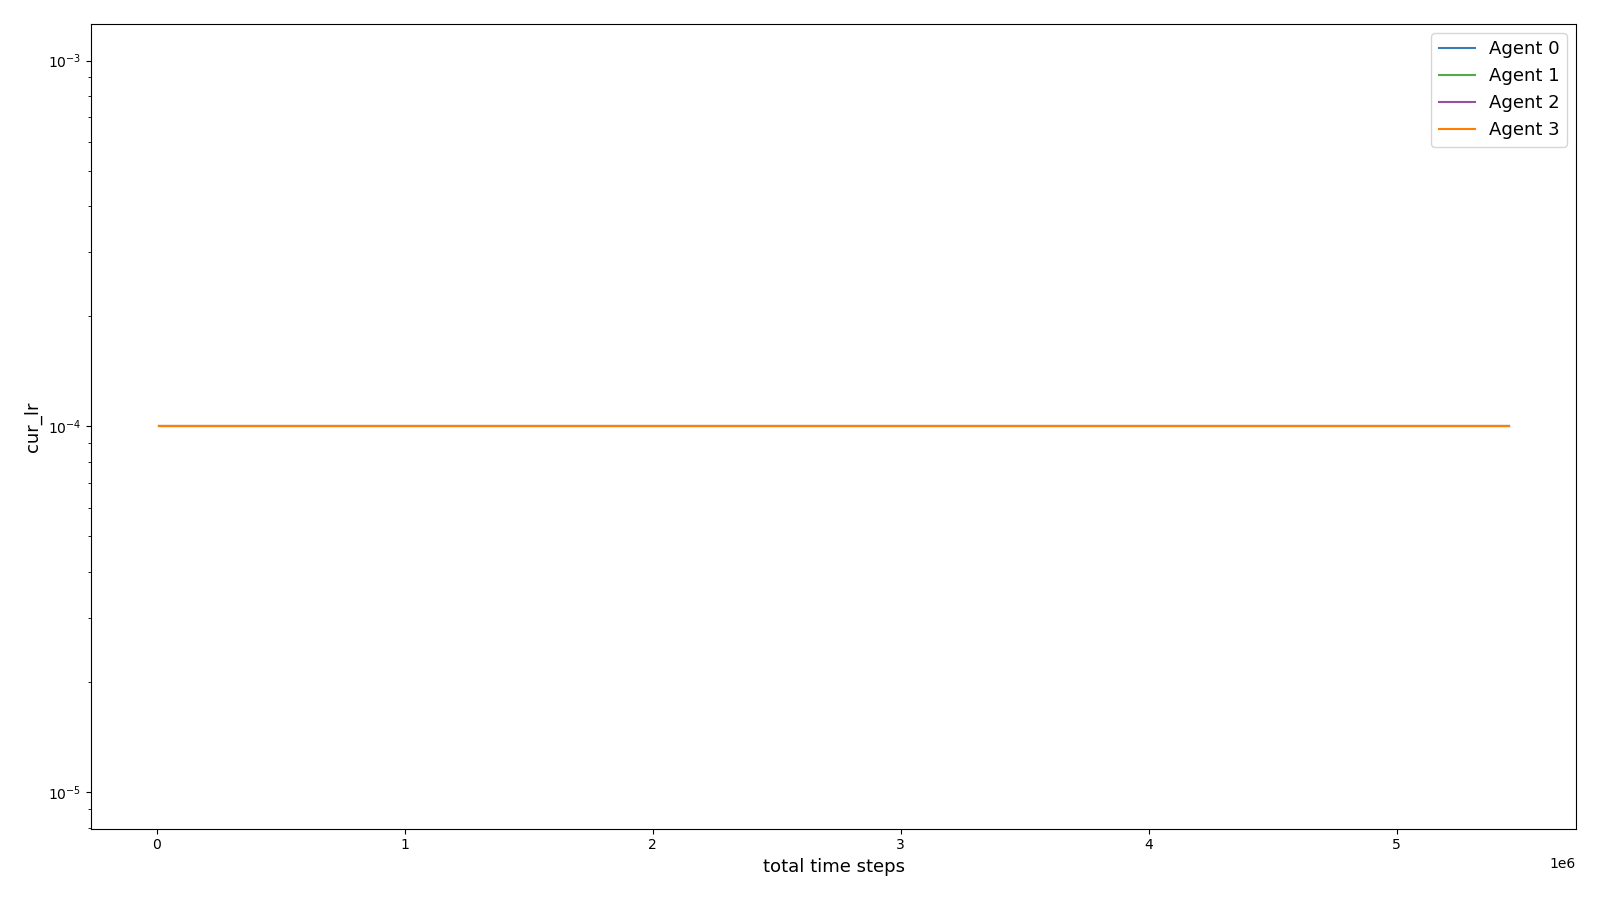 Agent 0
Agent 1
Agent 2
Agent 3
10⁻³
10⁻⁴
10⁻⁵
cur_lr
0 1 2 3 4 5
1e6
total time steps